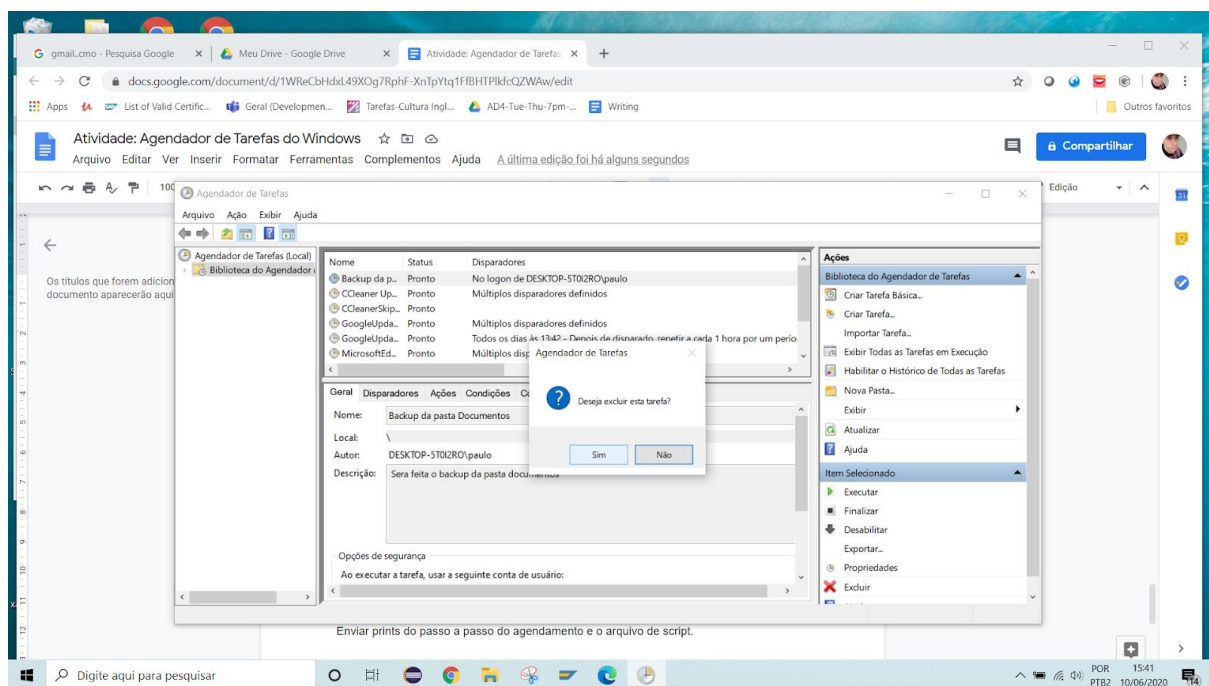 gmail..cmo - Pesquisa Google
Meu Drive - Google Drive
Atividade: Agendador de Tarefas
docs.google.com/document/d/1WReCbHdxL49XOg7RphF-XnTpYtq1FfBHTPlkfcQZWAw/edit
Apps List of Valid Certific... Geral (Developmen... Tarefas-Cultura Ingl... AD4-Tue-Thu-7pm-... Writing Outros favoritos
Atividade: Agendador de Tarefas do Windows
Arquivo Editar Ver Inserir Formatar Ferramentas Complementos Ajuda A última edição foi há alguns segundos
Compartilhar
100
Edição
31
Os títulos que forem adicion
documento aparecerão aqui
Agendador de Tarefas
Arquivo Ação Exibir Ajuda
Agendador de Tarefas (Local)
Biblioteca do Agendador
Nome Status Disparadores
Backup da p... Pronto No logon de DESKTOP-5T0I2RO\paulo
CCleaner Up... Pronto Múltiplos disparadores definidos
CCleanerSkip... Pronto
GoogleUpda... Pronto Múltiplos disparadores definidos
GoogleUpda... Pronto Todos os dias às 13:42 - Depois de disparado, repetir a cada 1 hora por um perío
MicrosoftEd... Pronto Múltiplos disp
Geral Disparadores Ações Condições Co
Nome: Backup da pasta Documentos
Local: \
Autor: DESKTOP-5T0I2RO\paulo
Descrição: Sera feita o backup da pasta documentos
Opções de segurança
Ao executar a tarefa, usar a seguinte conta de usuário:
Agendador de Tarefas
Deseja excluir esta tarefa?
Sim Não
Ações
Biblioteca do Agendador de Tarefas
Criar Tarefa Básica...
Criar Tarefa...
Importar Tarefa...
Exibir Todas as Tarefas em Execução
Habilitar o Histórico de Todas as Tarefas
Nova Pasta...
Exibir
Atualizar
Ajuda
Item Selecionado
Executar
Finalizar
Desabilitar
Exportar...
Propriedades
Excluir
Enviar prints do passo a passo do agendamento e o arquivo de script.
Digite aqui para pesquisar
POR 15:41
PTB2 10/06/2020